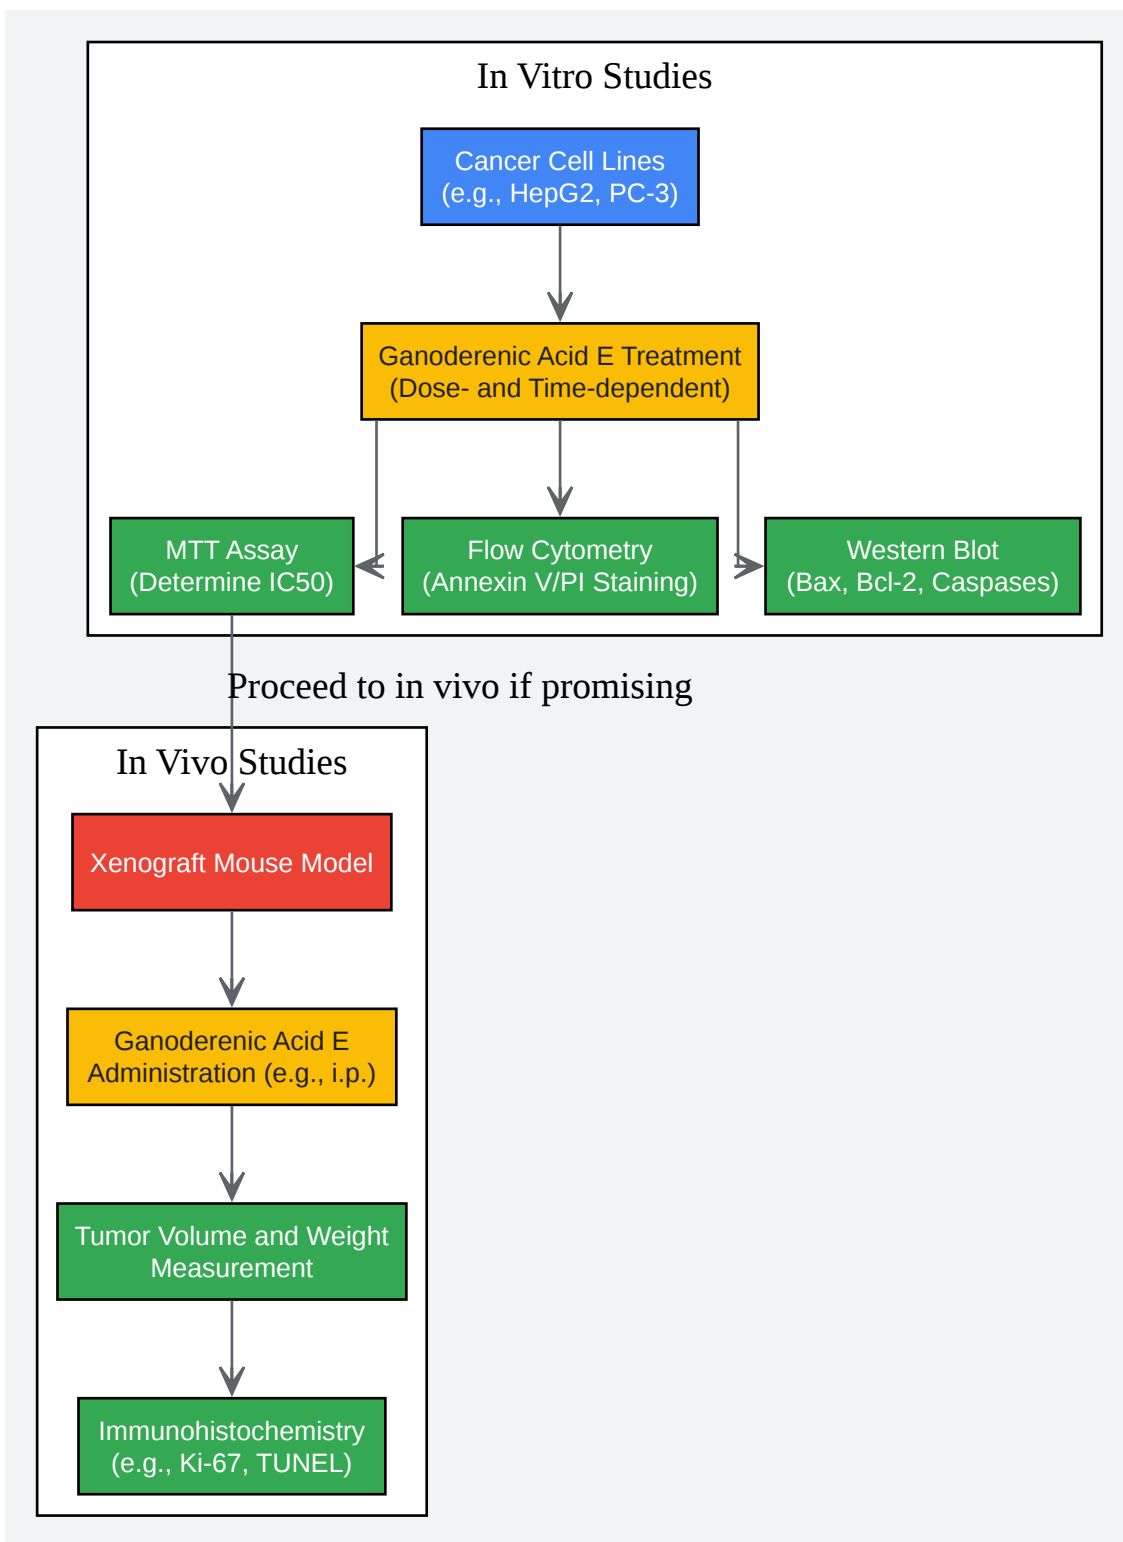 In Vitro Studies
Cancer Cell Lines
(e.g., HepG2, PC-3)
Ganoderenic Acid E Treatment
(Dose- and Time-dependent)
MTT Assay
(Determine IC50)
Flow Cytometry
(Annexin V/PI Staining)
Western Blot
(Bax, Bcl-2, Caspases)
Proceed to in vivo if promising
In Vivo Studies
Xenograft Mouse Model
Ganoderenic Acid E
Administration (e.g., i.p.)
Tumor Volume and Weight
Measurement
Immunohistochemistry
(e.g., Ki-67, TUNEL)